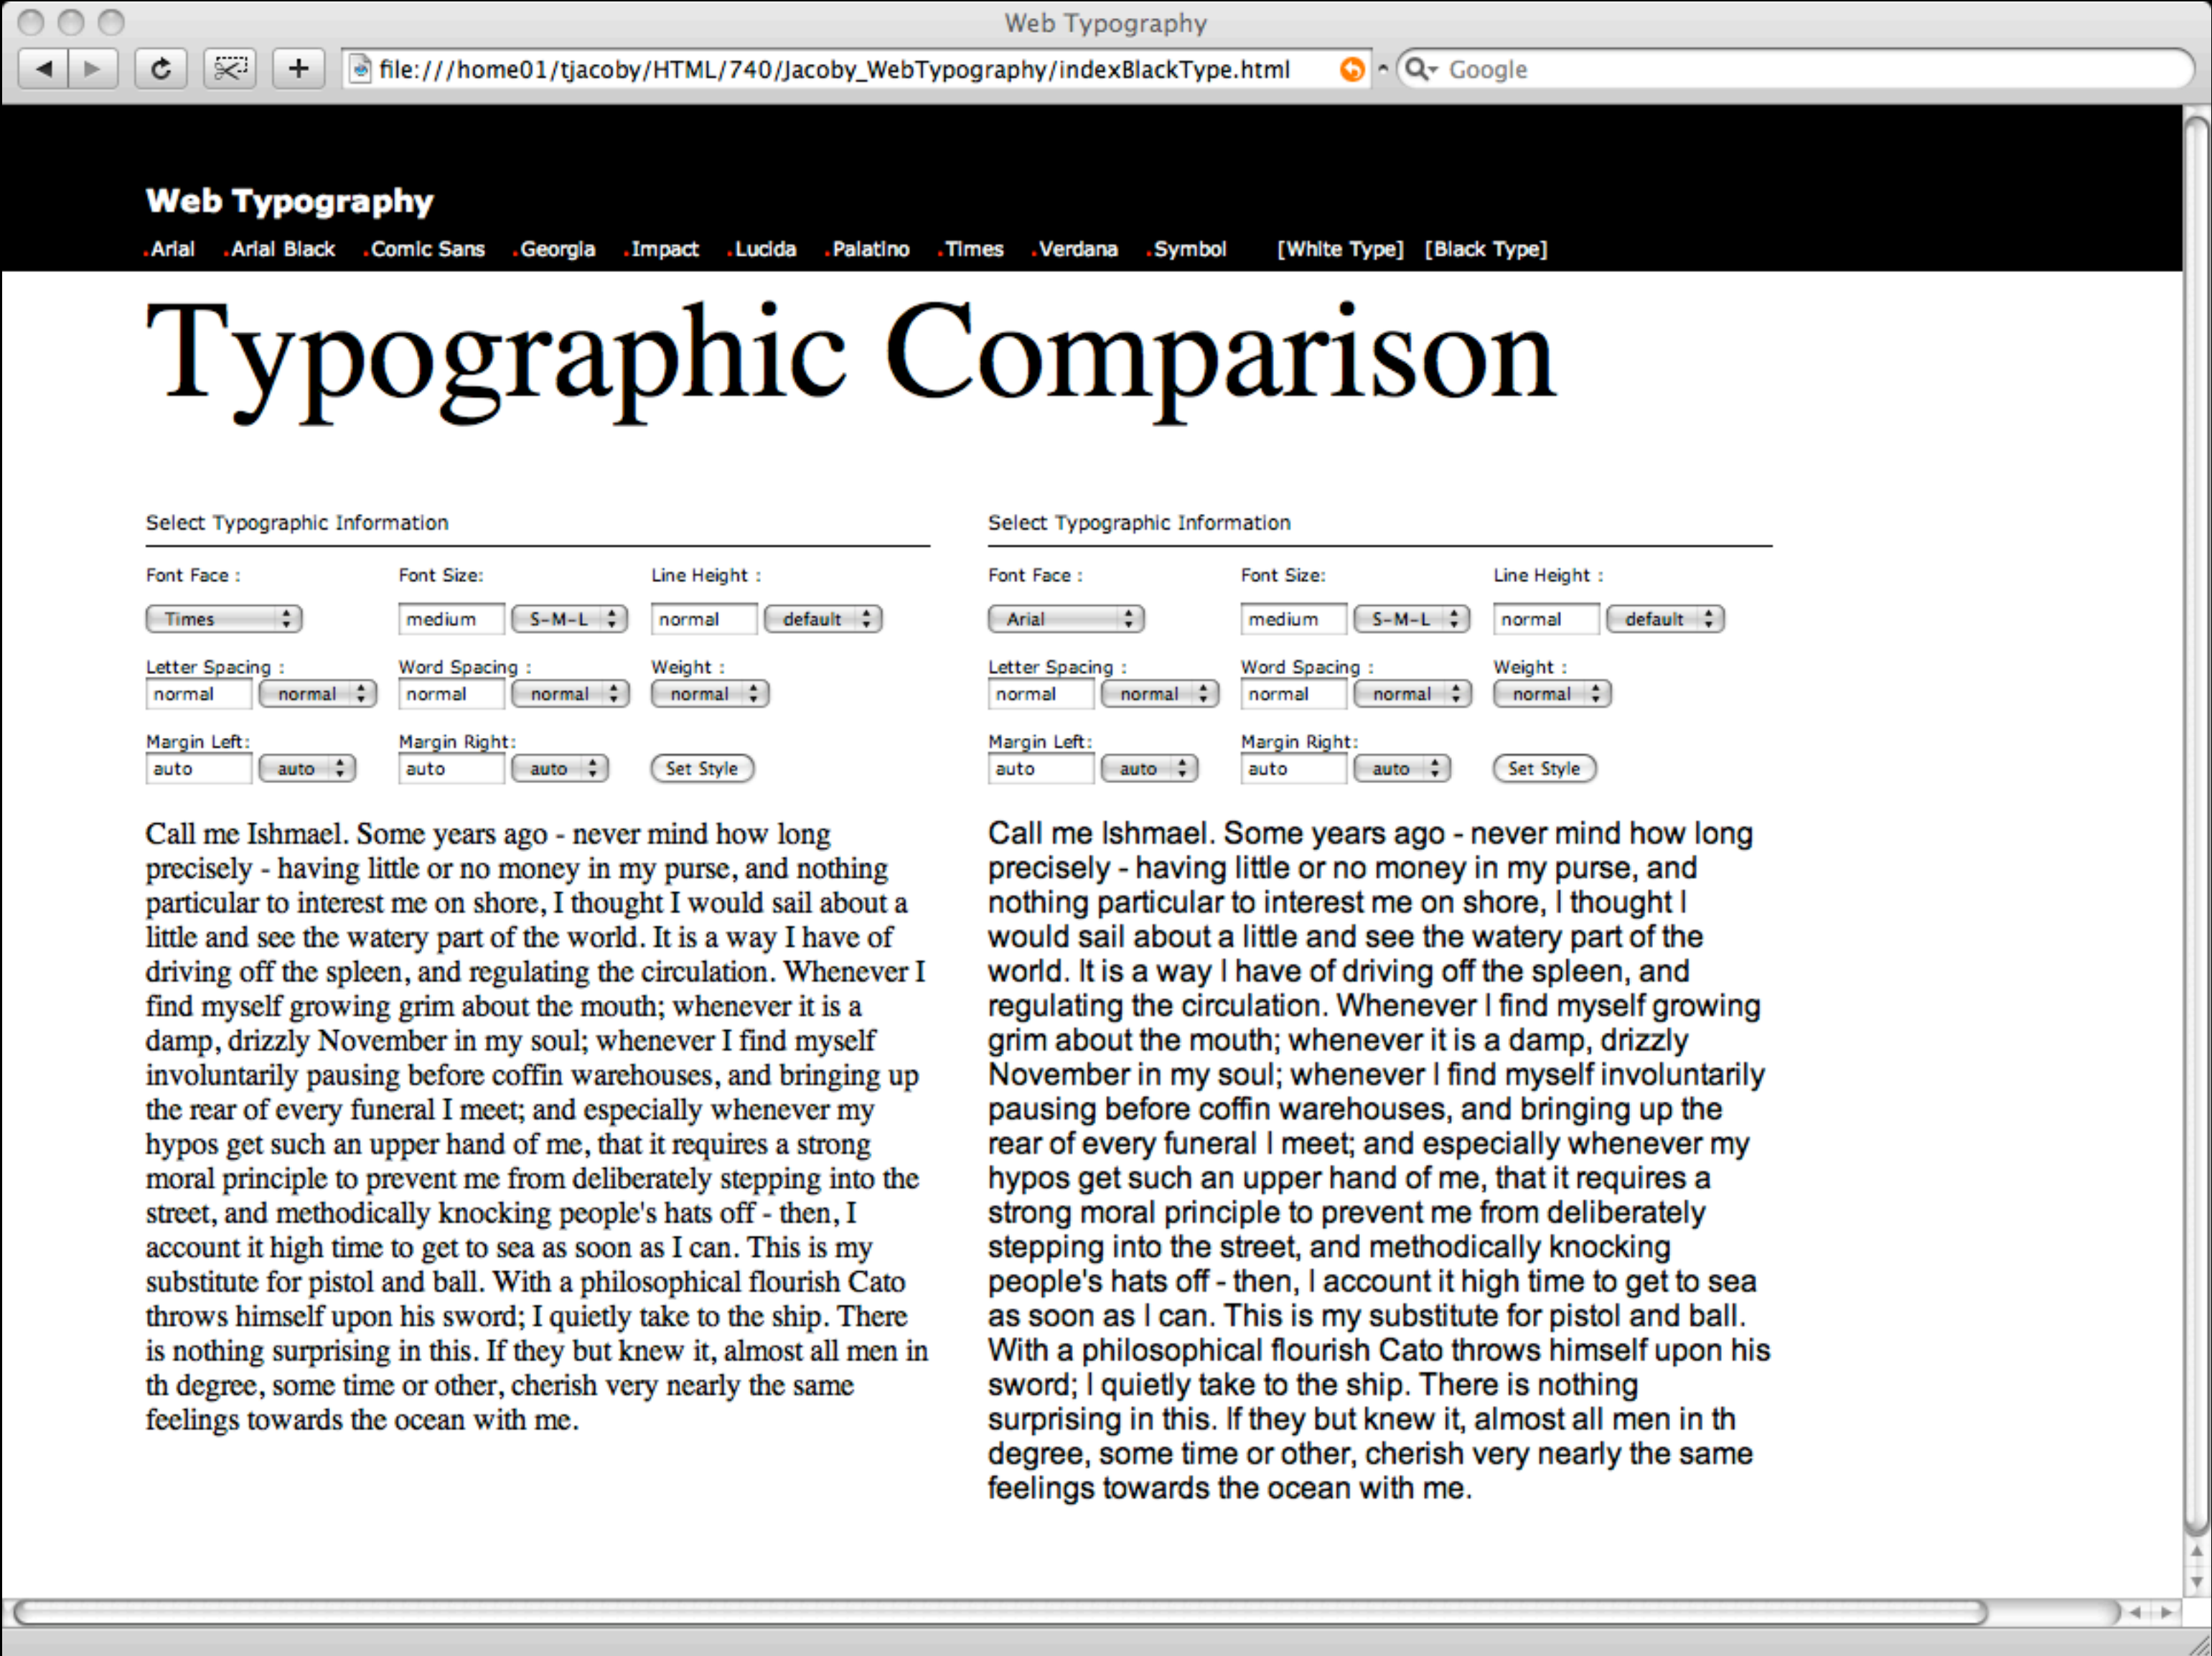 Web Typography
file:///home01/tjacoby/HTML/740/Jacoby_WebTypography/indexBlackType.html
Google
Web Typography
.Arial .Arial Black .Comic Sans .Georgia .Impact .Lucida .Palatino .Times .Verdana .Symbol [White Type] [Black Type]
Typographic Comparison
Select Typographic Information
Font Face : Font Size: Line Height :
Times medium S-M-L normal default
Letter Spacing : Word Spacing : Weight :
normal normal normal normal normal
Margin Left: Margin Right:
auto auto auto auto Set Style
Call me Ishmael. Some years ago - never mind how long
precisely - having little or no money in my purse, and nothing
particular to interest me on shore, I thought I would sail about a
little and see the watery part of the world. It is a way I have of
driving off the spleen, and regulating the circulation. Whenever I
find myself growing grim about the mouth; whenever it is a
damp, drizzly November in my soul; whenever I find myself
involuntarily pausing before coffin warehouses, and bringing up
the rear of every funeral I meet; and especially whenever my
hypos get such an upper hand of me, that it requires a strong
moral principle to prevent me from deliberately stepping into the
street, and methodically knocking people's hats off - then, I
account it high time to get to sea as soon as I can. This is my
substitute for pistol and ball. With a philosophical flourish Cato
throws himself upon his sword; I quietly take to the ship. There
is nothing surprising in this. If they but knew it, almost all men in
th degree, some time or other, cherish very nearly the same
feelings towards the ocean with me.
Select Typographic Information
Font Face : Font Size: Line Height :
Arial medium S-M-L normal default
Letter Spacing : Word Spacing : Weight :
normal normal normal normal normal
Margin Left: Margin Right:
auto auto auto auto Set Style
Call me Ishmael. Some years ago - never mind how long
precisely - having little or no money in my purse, and
nothing particular to interest me on shore, I thought I
would sail about a little and see the watery part of the
world. It is a way I have of driving off the spleen, and
regulating the circulation. Whenever I find myself growing
grim about the mouth; whenever it is a damp, drizzly
November in my soul; whenever I find myself involuntarily
pausing before coffin warehouses, and bringing up the
rear of every funeral I meet; and especially whenever my
hypos get such an upper hand of me, that it requires a
strong moral principle to prevent me from deliberately
stepping into the street, and methodically knocking
people's hats off - then, I account it high time to get to sea
as soon as I can. This is my substitute for pistol and ball.
With a philosophical flourish Cato throws himself upon his
sword; I quietly take to the ship. There is nothing
surprising in this. If they but knew it, almost all men in th
degree, some time or other, cherish very nearly the same
feelings towards the ocean with me.